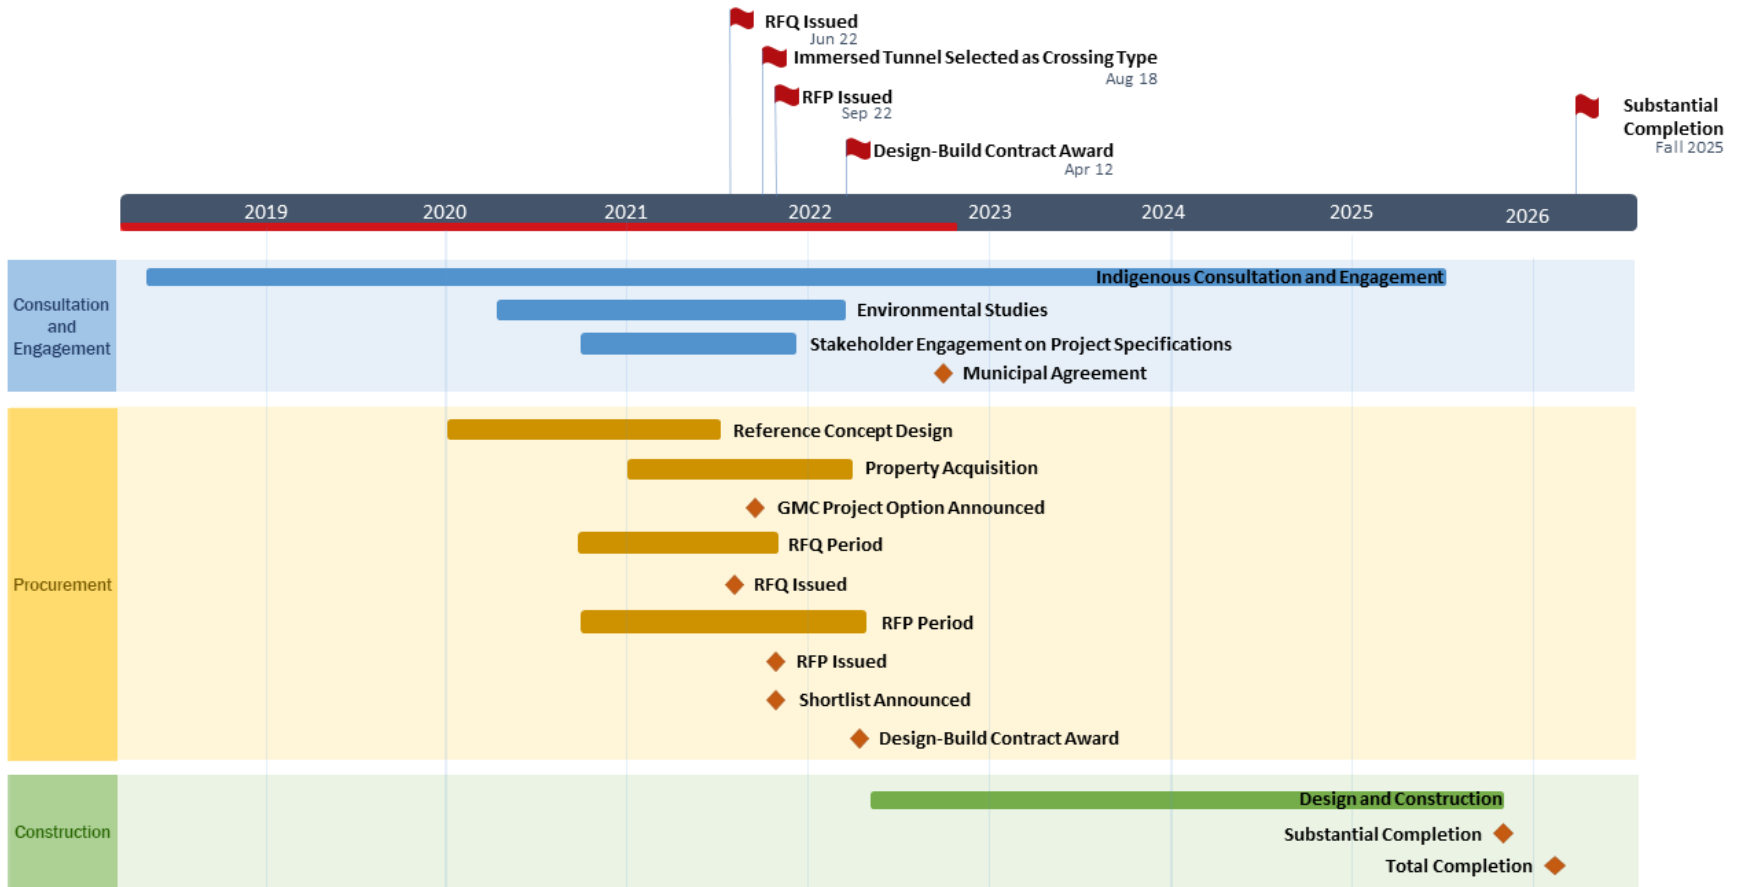 RFQ Issued
Jun 22
Immersed Tunnel Selected as Crossing Type
Aug 18
RFP Issued
Sep 22
Design-Build Contract Award
Apr 12
Substantial
Completion
Fall 2025
2019 2020 2021 2022 2023 2024 2025 2026
Consultation
and
Engagement
Indigenous Consultation and Engagement
Environmental Studies
Stakeholder Engagement on Project Specifications
Municipal Agreement
Procurement
Reference Concept Design
Property Acquisition
GMC Project Option Announced
RFQ Period
RFQ Issued
RFP Period
RFP Issued
Shortlist Announced
Design-Build Contract Award
Construction
Design and Construction
Substantial Completion
Total Completion